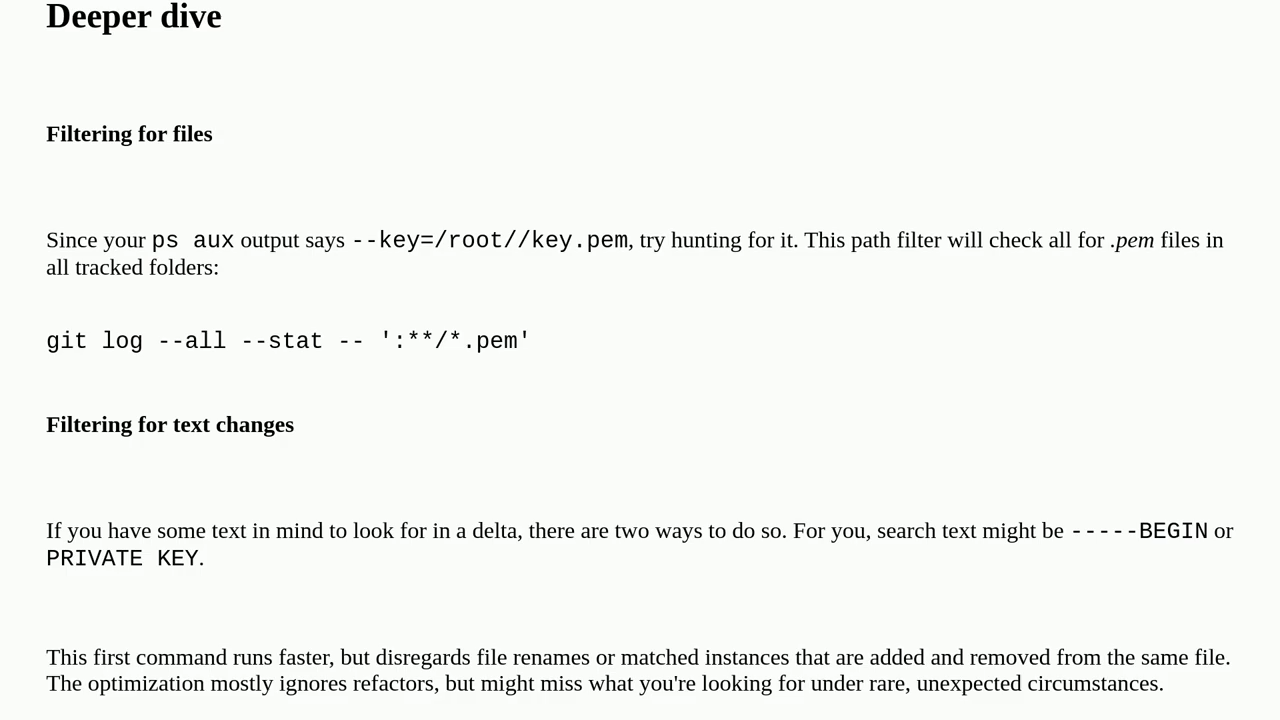 Deeper dive
Filtering for files
Since your ps aux output says --key=/root//key.pem, try hunting for it. This path filter will check all for .pem files in
all tracked folders:
git log --all --stat -- ':**/*.pem'
Filtering for text changes
If you have some text in mind to look for in a delta, there are two ways to do so. For you, search text might be -----BEGIN or
PRIVATE KEY.
This first command runs faster, but disregards file renames or matched instances that are added and removed from the same file.
The optimization mostly ignores refactors, but might miss what you're looking for under rare, unexpected circumstances.